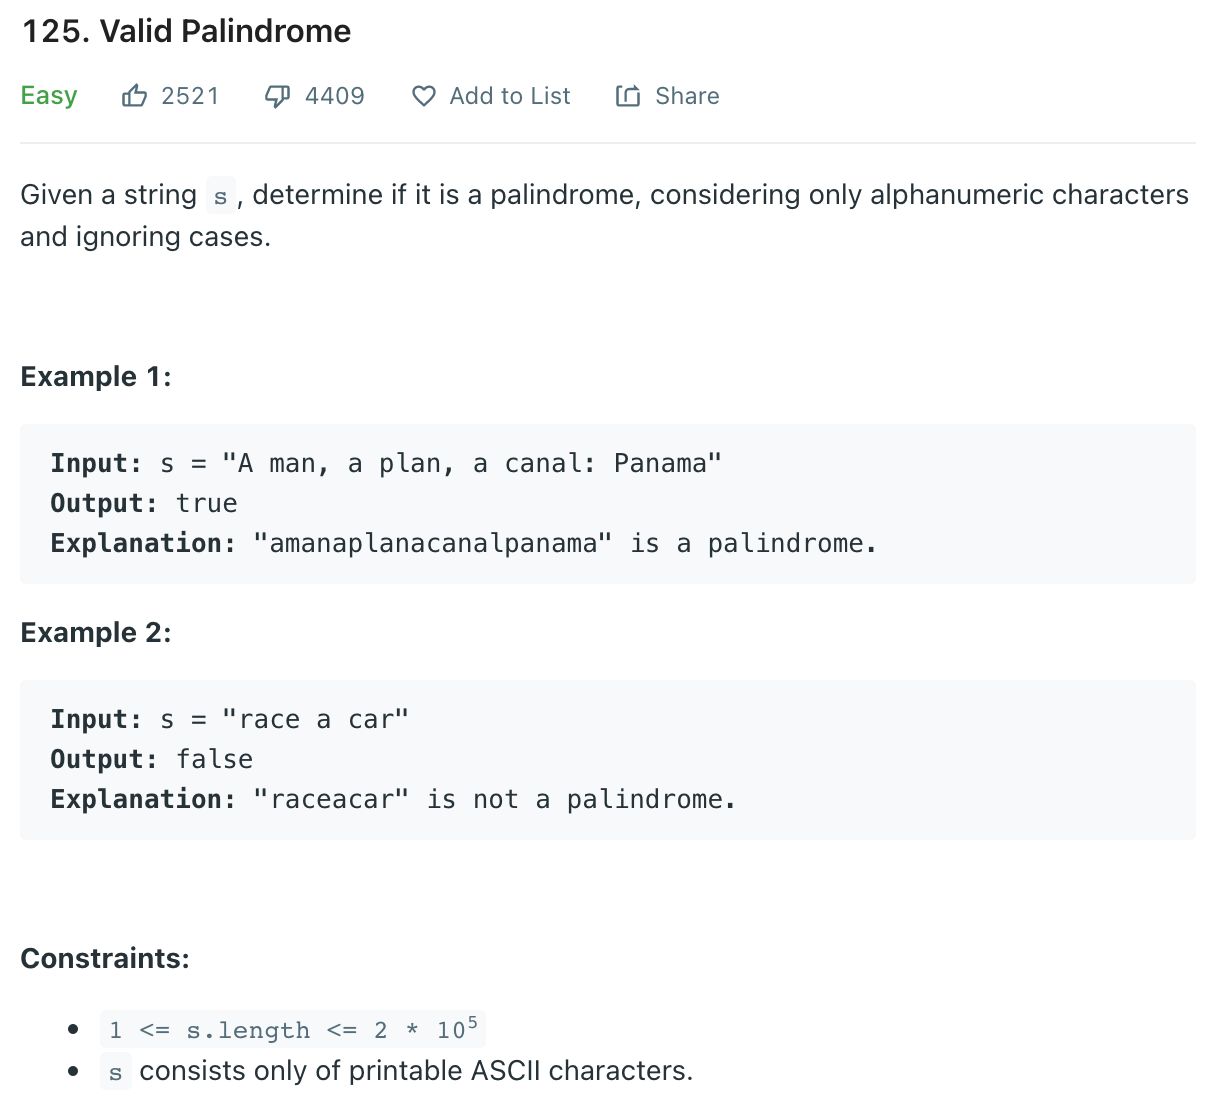 125. Valid Palindrome
Easy 2521 4409 Add to List Share
Given a string s, determine if it is a palindrome, considering only alphanumeric characters
and ignoring cases.
Example 1:
Input: s = "A man, a plan, a canal: Panama"
Output: true
Explanation: "amanaplanacanalpanama" is a palindrome.
Example 2:
Input: s = "race a car"
Output: false
Explanation: "raceacar" is not a palindrome.
Constraints:
• 1 <= s.length <= 2 * 10⁵
• s consists only of printable ASCII characters.